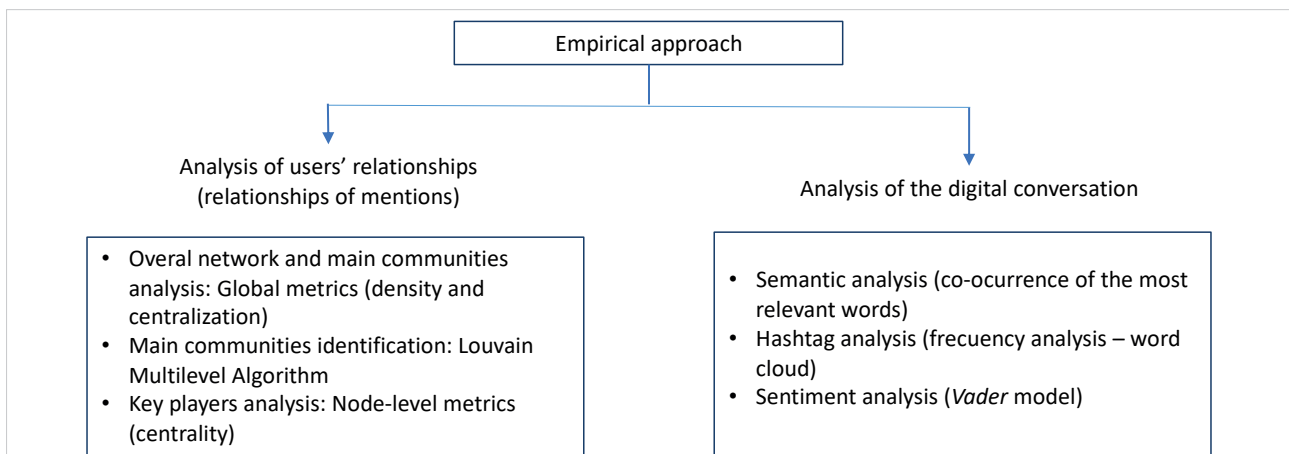 Empirical approach
Analysis of users’ relationships
(relationships of mentions)
• Overal network and main communities
analysis: Global metrics (density and
centralization)
• Main communities identification: Louvain
Multilevel Algorithm
• Key players analysis: Node-level metrics
(centrality)
Analysis of the digital conversation
• Semantic analysis (co-ocurrence of the most
relevant words)
• Hashtag analysis (frecuency analysis – word
cloud)
• Sentiment analysis (Vader model)